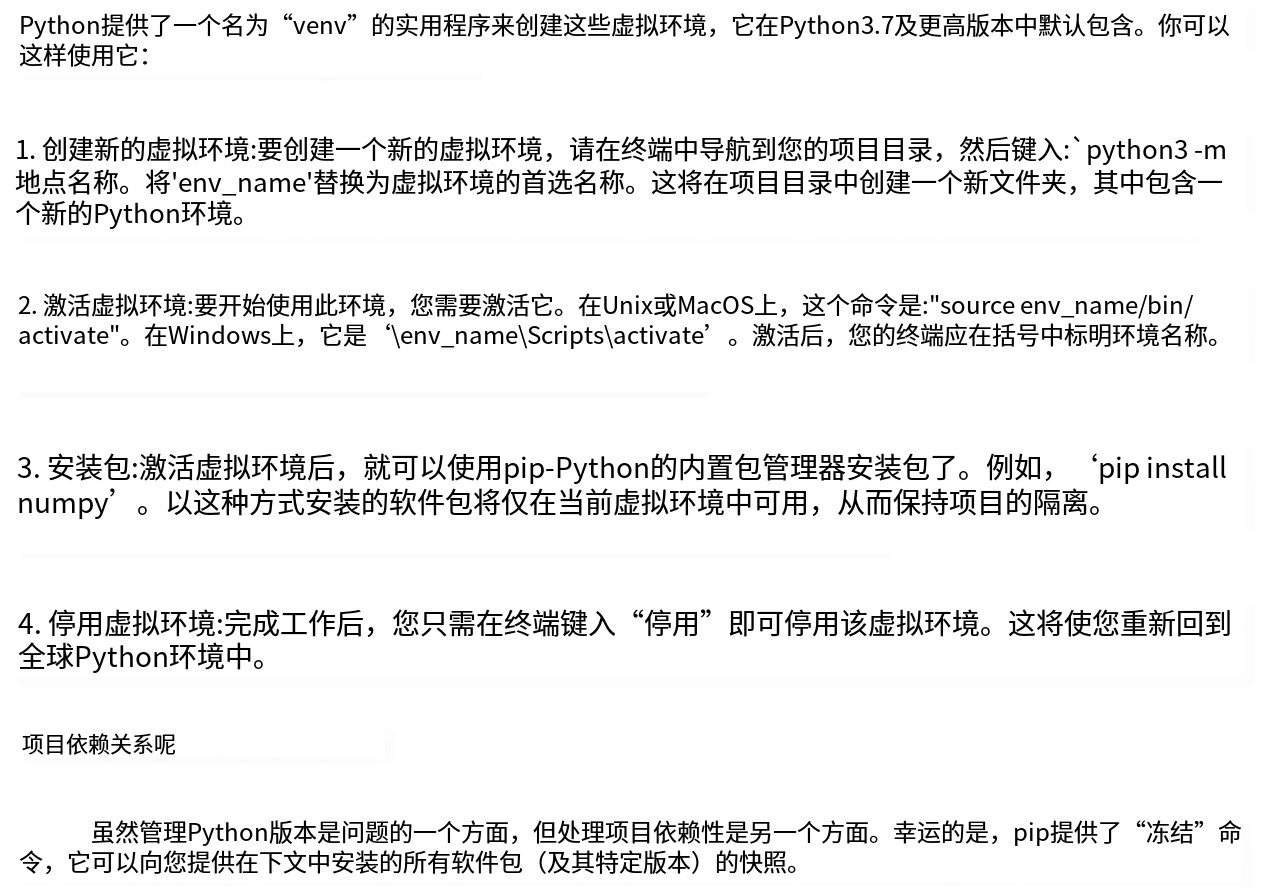 Python提供了一个名为“venv”的实用程序来创建这些虚拟环境，它在Python3.7及更高版本中默认包含。你可以
这样使用它：
1. 创建新的虚拟环境:要创建一个新的虚拟环境，请在终端中导航到您的项目目录，然后键入:`python3 -m
地点名称。将'env_name'替换为虚拟环境的首选名称。这将在项目目录中创建一个新文件夹，其中包含一
个新的Python环境。
2. 激活虚拟环境:要开始使用此环境，您需要激活它。在Unix或MacOS上，这个命令是:"source env_name/bin/
activate"。在Windows上，它是‘\env_name\Scripts\activate’。激活后，您的终端应在括号中标明环境名称。
3. 安装包:激活虚拟环境后，就可以使用pip-Python的内置包管理器安装包了。例如，‘pip install
numpy’。以这种方式安装的软件包将仅在当前虚拟环境中可用，从而保持项目的隔离。
4. 停用虚拟环境:完成工作后，您只需在终端键入“停用”即可停用该虚拟环境。这将使您重新回到
全球Python环境中。
项目依赖关系呢
虽然管理Python版本是问题的一个方面，但处理项目依赖性是另一个方面。幸运的是，pip提供了“冻结”命
令，它可以向您提供在下文中安装的所有软件包（及其特定版本）的快照。